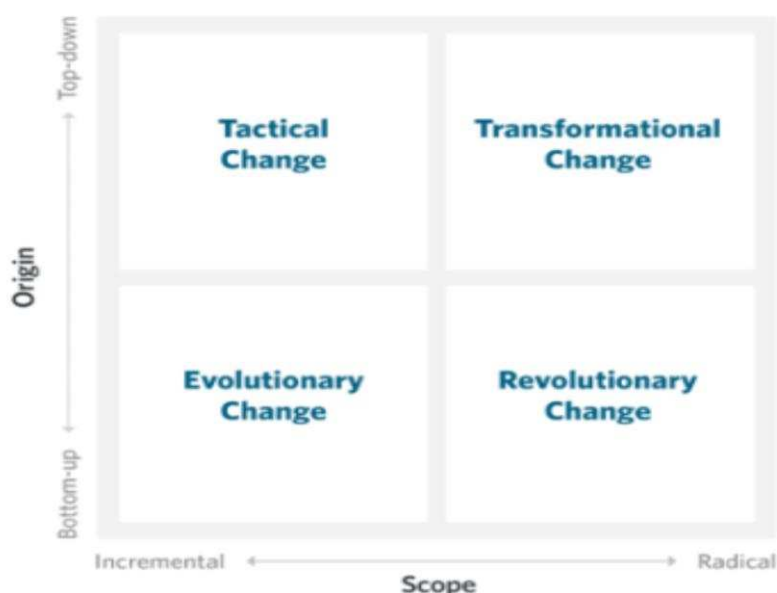 Top-down
Tactical
Change
Transformational
Change
Origin
Evolutionary
Change
Revolutionary
Change
Bottom-up
Incremental
Radical
Scope